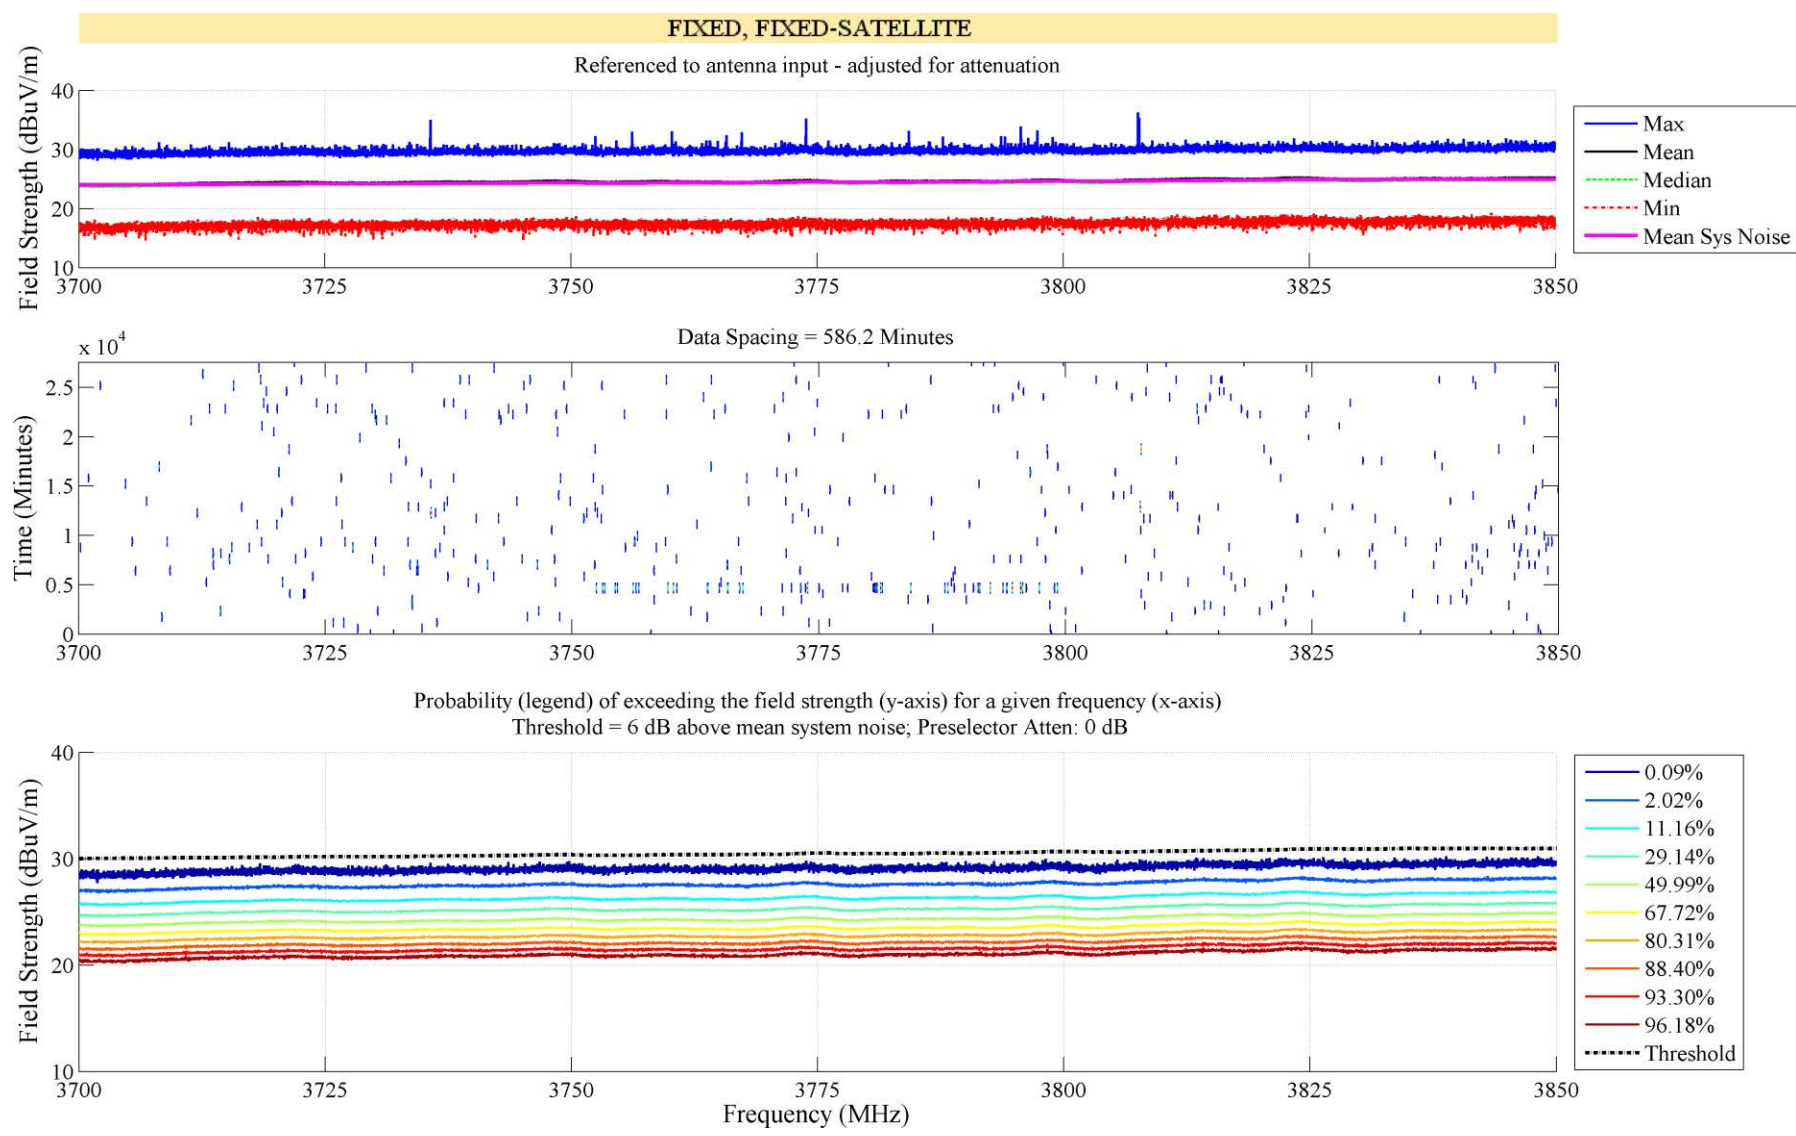 FIXED, FIXED-SATELLITE
Referenced to antenna input - adjusted for attenuation
Field Strength (dBuV/m)
40
30
20
10
3700 3725 3750 3775 3800 3825 3850
Max
Mean
Median
Min
Mean Sys Noise
Data Spacing = 586.2 Minutes
x 10^4
Time (Minutes)
2.5
2
1.5
1
0.5
0
3700 3725 3750 3775 3800 3825 3850
Probability (legend) of exceeding the field strength (y-axis) for a given frequency (x-axis)
Threshold = 6 dB above mean system noise; Preselector Atten: 0 dB
Field Strength (dBuV/m)
40
30
20
10
3700 3725 3750 3775 3800 3825 3850
Frequency (MHz)
0.09%
2.02%
11.16%
29.14%
49.99%
67.72%
80.31%
88.40%
93.30%
96.18%
Threshold